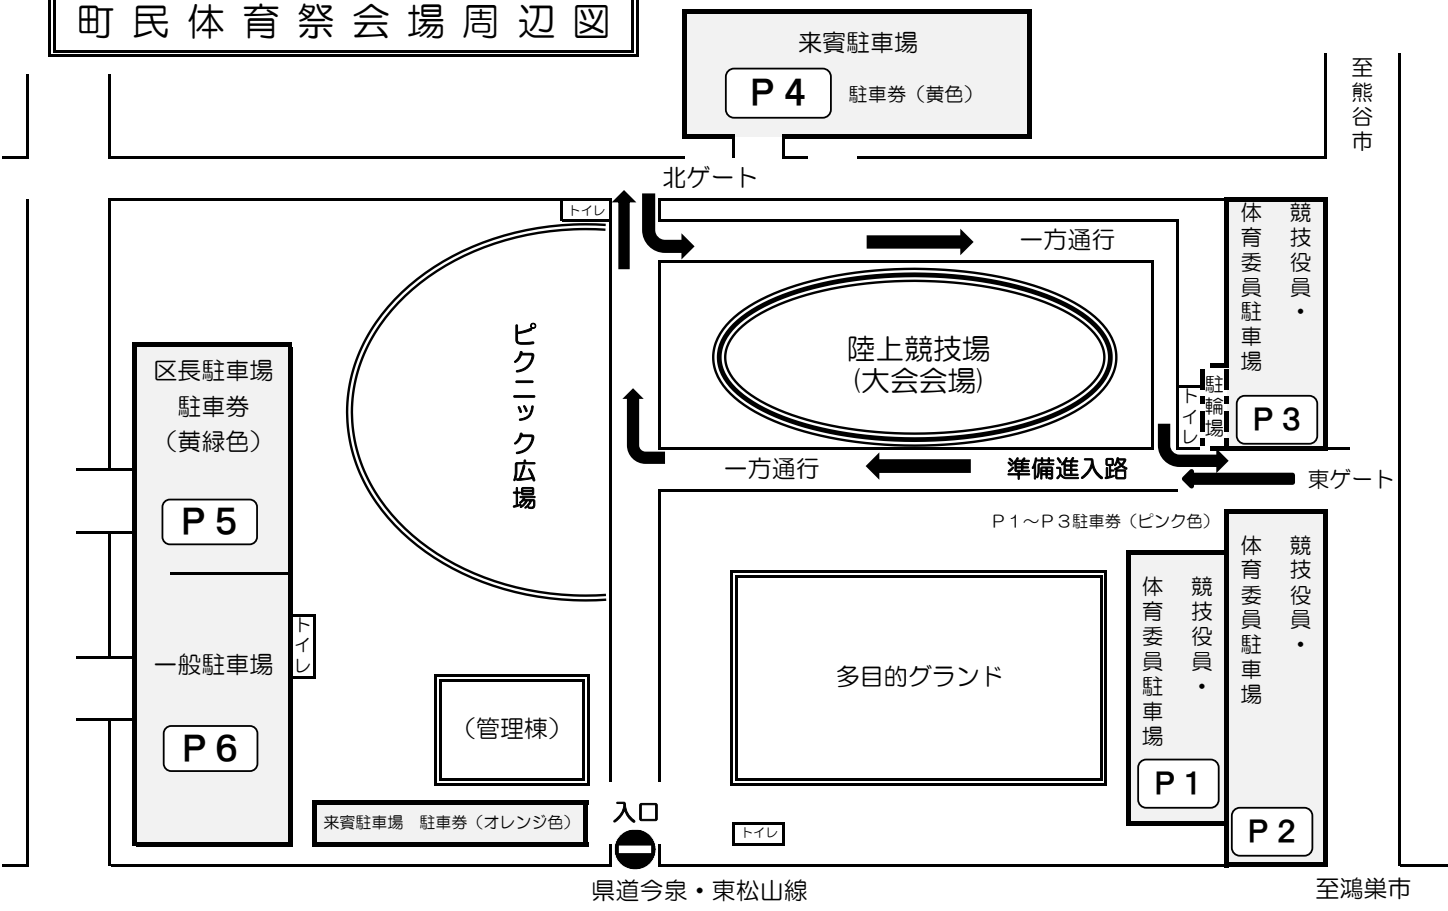 町民体育祭会場周辺図
来賓駐車場
P4 駐車券（黄色）
至熊谷市
北ゲート
トイレ
一方通行
競技役員・
体育委員駐車場
P3
陸上競技場
(大会会場)
ピクニック広場
区長駐車場
駐車券
（黄緑色）
P5
駐輪場
トイレ
一方通行
準備進入路
東ゲート
P1～P3駐車券（ピンク色）
競技役員・
体育委員駐車場
P2
競技役員・
体育委員駐車場
P1
トイレ
一般駐車場
P6
多目的グランド
（管理棟）
来賓駐車場　駐車券（オレンジ色）
入口
トイレ
県道今泉・東松山線
至鴻巣市